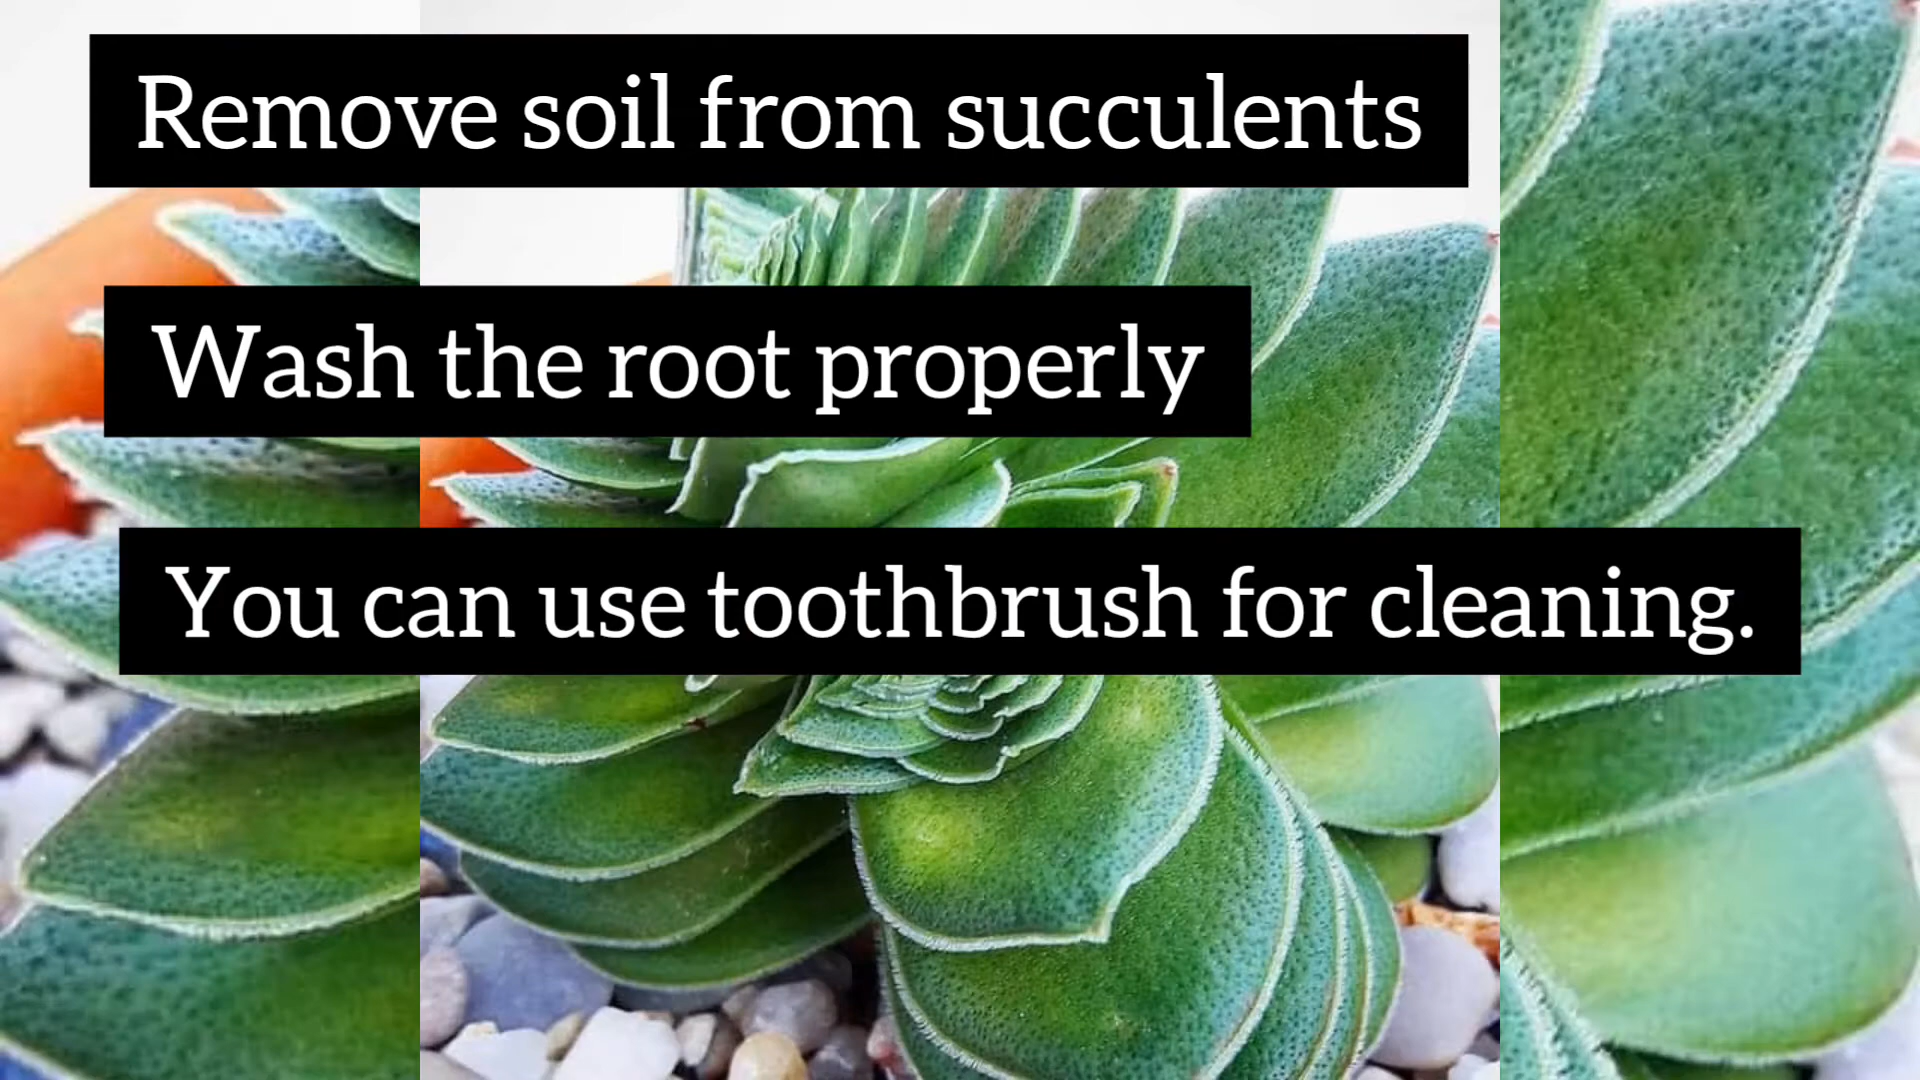 Remove soil from succulents
Wash the root properly
You can use toothbrush for cleaning.